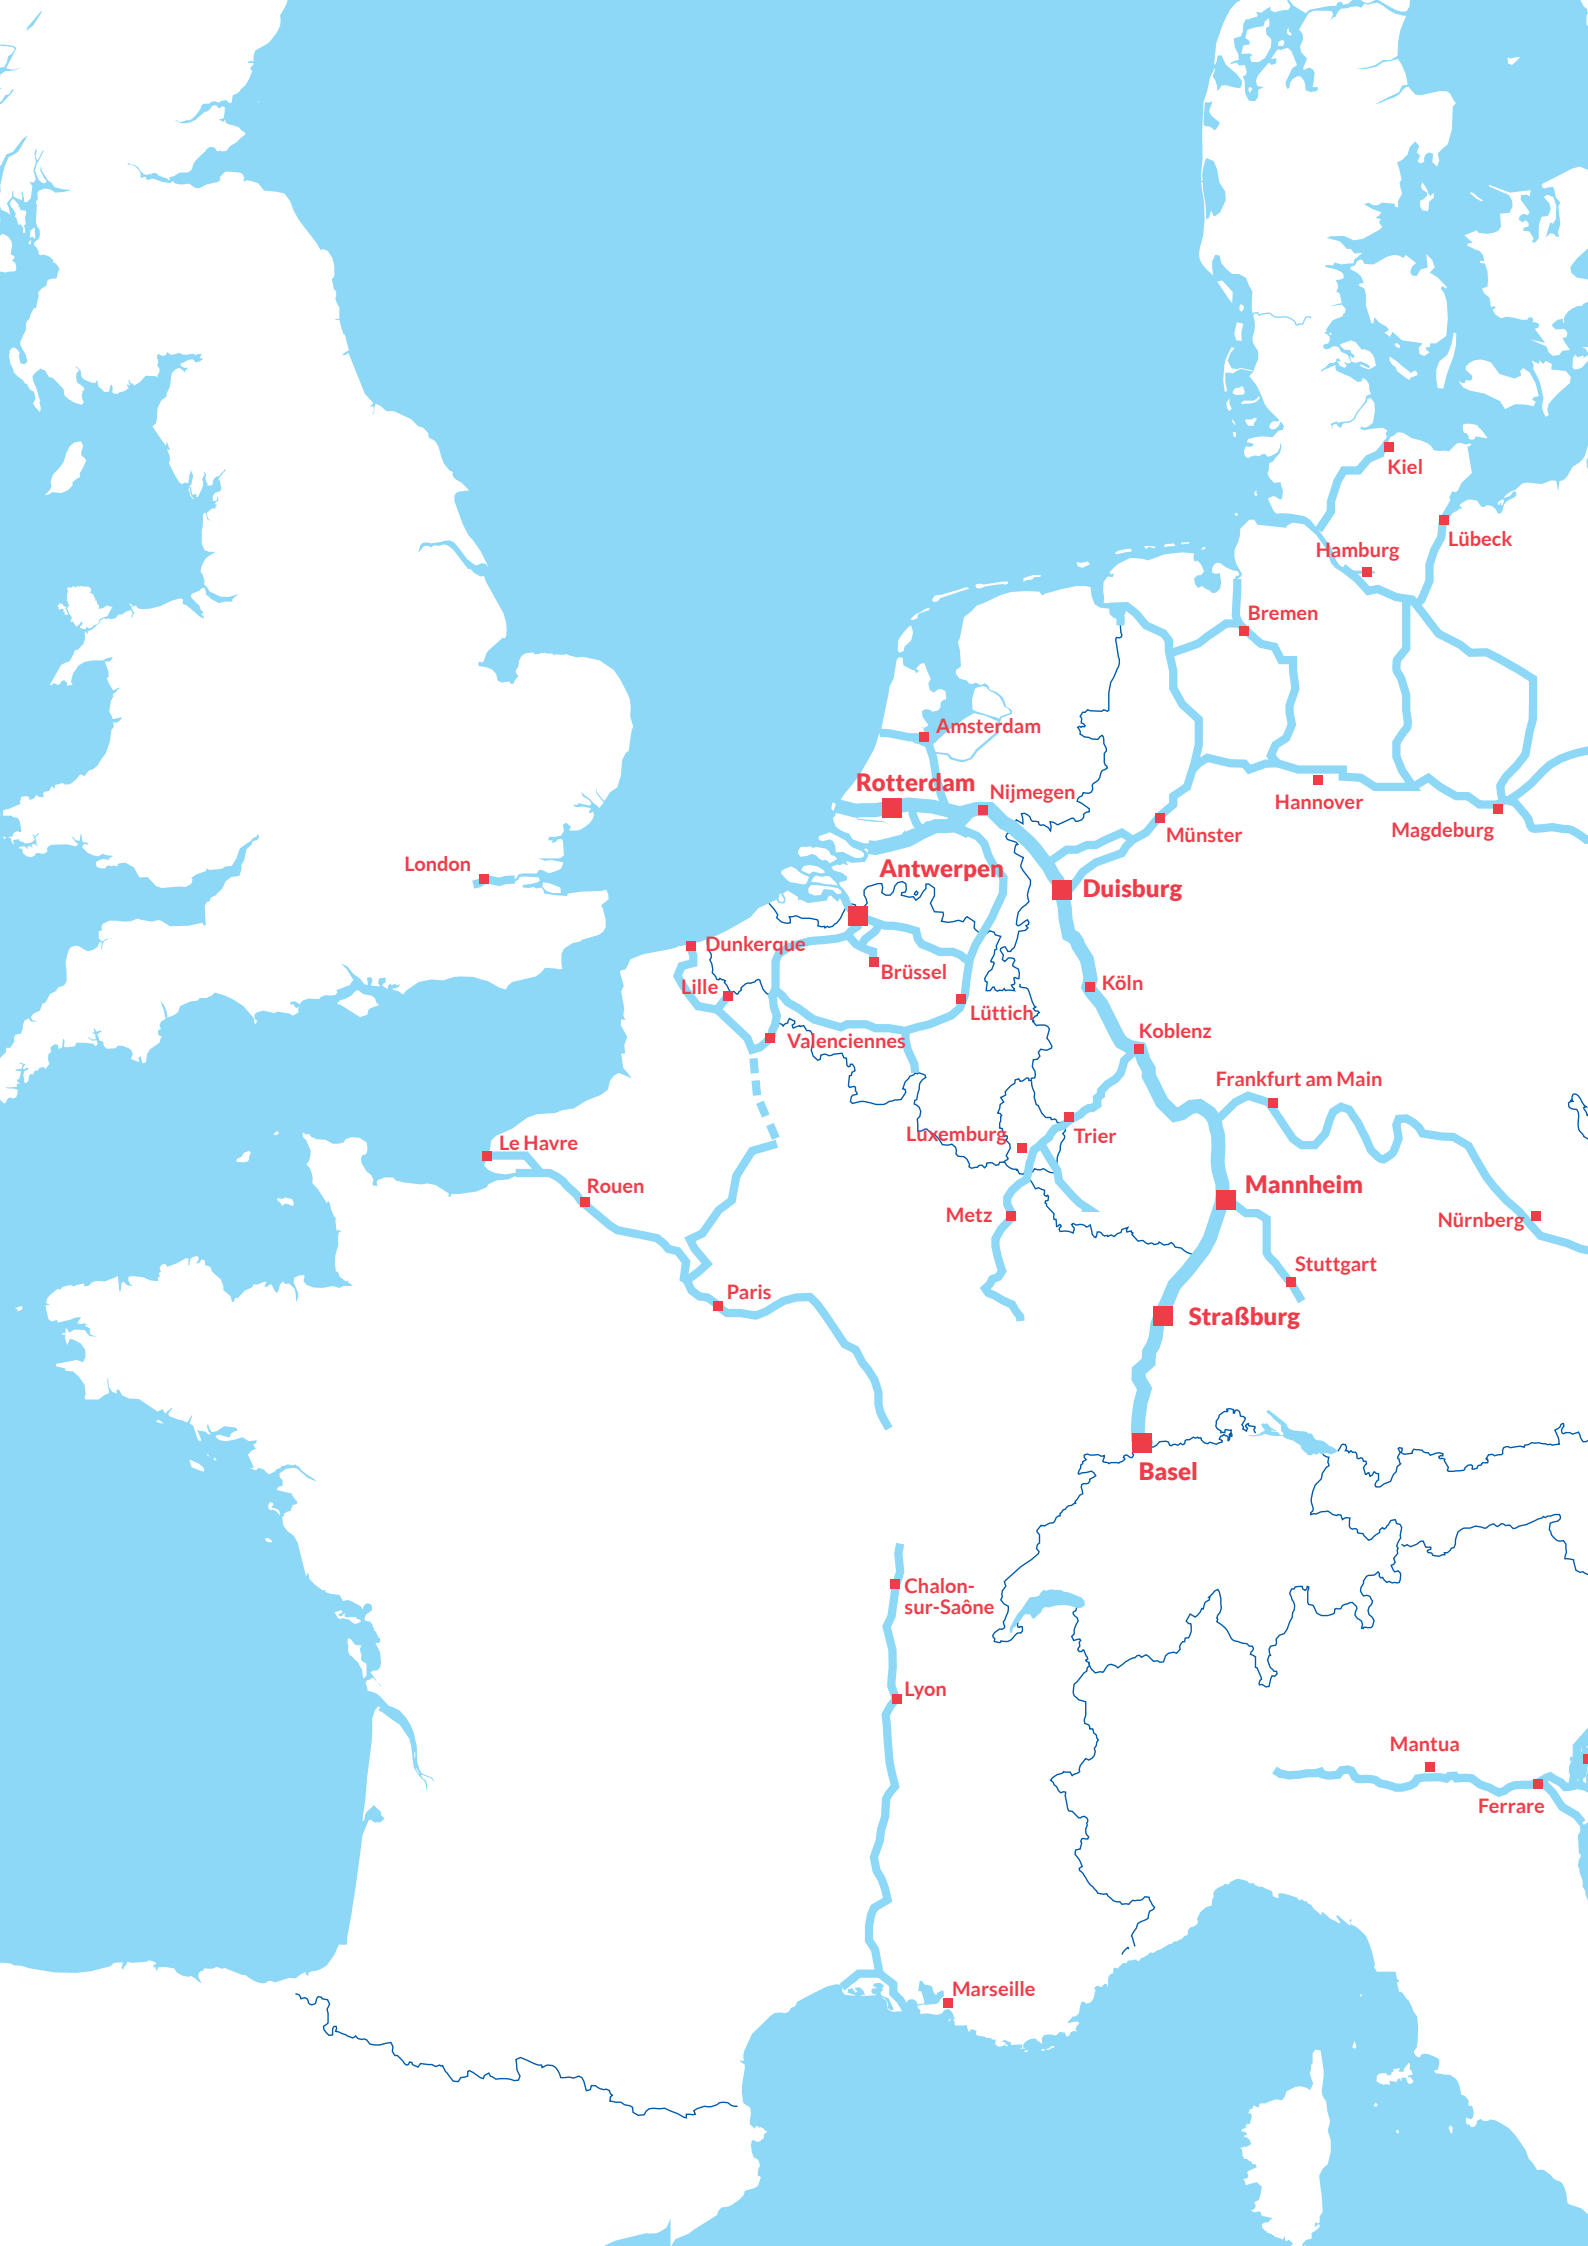 Kiel
Lübeck
Hamburg
Bremen
Amsterdam
Rotterdam
Nijmegen
Hannover
Magdeburg
Münster
London
Antwerpen
Duisburg
Dunkerque
Brüssel
Lille
Köln
Lüttich
Koblenz
Valenciennes
Frankfurt am Main
Luxemburg
Trier
Le Havre
Rouen
Mannheim
Metz
Nürnberg
Stuttgart
Paris
Straßburg
Basel
Chalon-
sur-Saône
Lyon
Mantua
Ferrare
Marseille